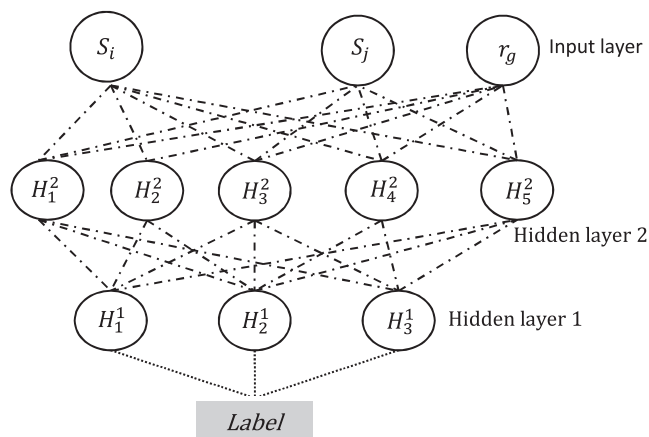 S_i S_j r_g Input layer
H_1^2 H_2^2 H_3^2 H_4^2 H_5^2
Hidden layer 2
H_1^1 H_2^1 H_3^1 Hidden layer 1
Label